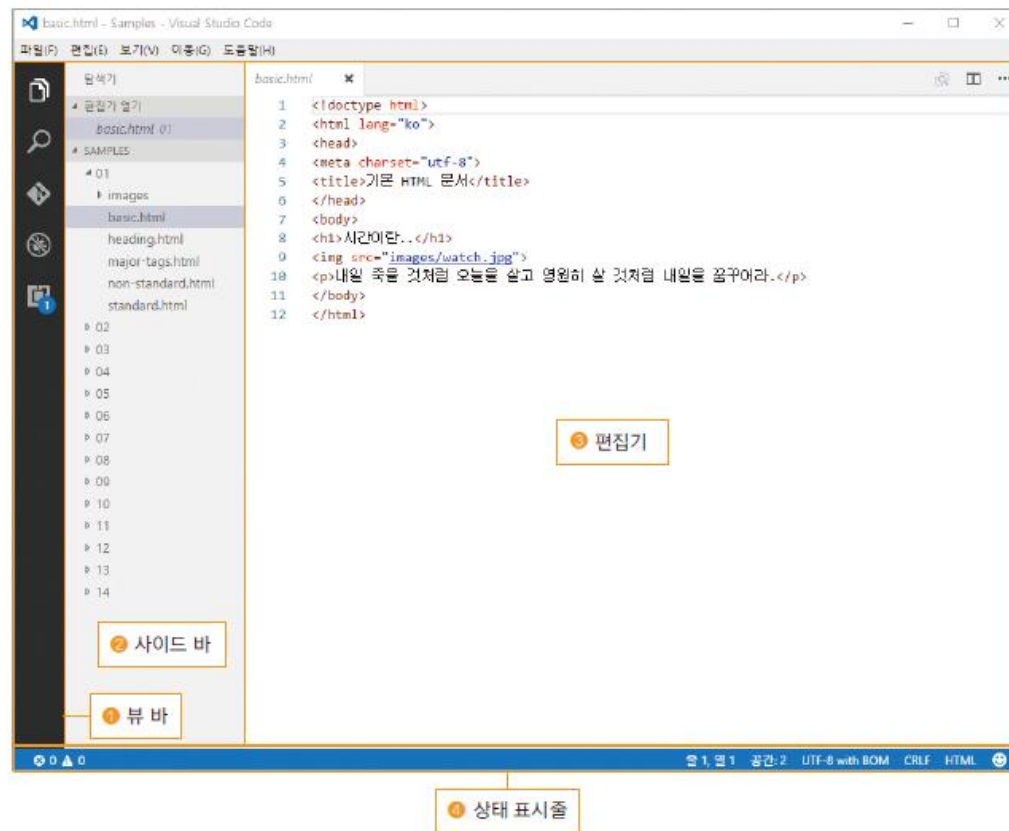 basic.html - Samples - Visual Studio Code
파일(F) 편집(E) 보기(V) 이동(G) 도움말(H)
탐색기
편집기 열기
basic.html 01
SAMPLES
01
images
basic.html
heading.html
major-tags.html
non-standard.html
standard.html
02
03
04
05
06
07
08
09
10
11
12
13
14
❷ 사이드 바
❶ 뷰 바
1
basic.html
1 <!doctype html>
2 <html lang="ko">
3 <head>
4 <meta charset="utf-8">
5 <title>기본 HTML 문서</title>
6 </head>
7 <body>
8 <h1>시간이란..</h1>
9 <img src="images/watch.jpg">
10 <p>내일 죽을 것처럼 오늘을 살고 영원히 살 것처럼 내일을 꿈꾸어라.</p>
11 </body>
12 </html>
❸ 편집기
0 0
줄 1, 열 1 공간: 2 UTF-8 with BOM CRLF HTML
❹ 상태 표시줄